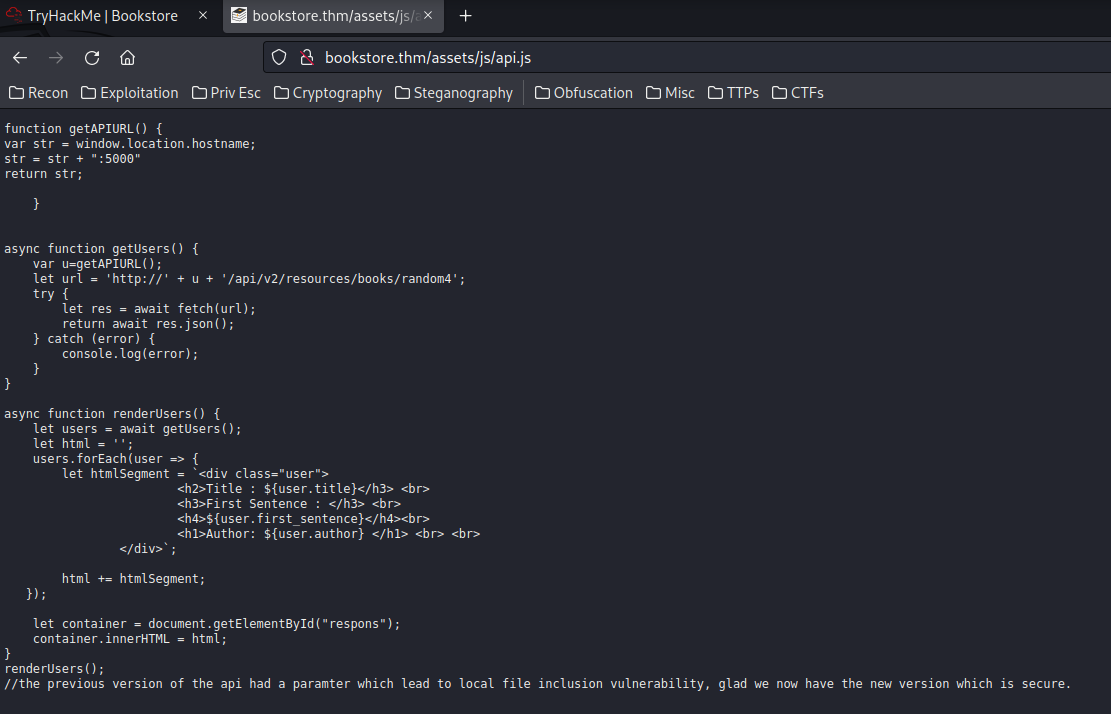 TryHackMe | Bookstore
bookstore.thm/assets/js/a
bookstore.thm/assets/js/api.js
Recon Exploitation Priv Esc Cryptography Steganography Obfuscation Misc TTPs CTFs
function getAPIURL() {
var str = window.location.hostname;
str = str + ":5000"
return str;
    }
async function getUsers() {
    var u=getAPIURL();
    let url = 'http://' + u + '/api/v2/resources/books/random4';
    try {
        let res = await fetch(url);
        return await res.json();
    } catch (error) {
        console.log(error);
    }
}
async function renderUsers() {
    let users = await getUsers();
    let html = '';
    users.forEach(user => {
        let htmlSegment = `<div class="user">
                        <h2>Title : ${user.title}</h3> <br>
                        <h3>First Sentence : </h3> <br>
                        <h4>${user.first_sentence}</h4><br>
                        <h1>Author: ${user.author} </h1> <br> <br>
                </div>`;
        html += htmlSegment;
   });
    let container = document.getElementById("respons");
    container.innerHTML = html;
}
renderUsers();
//the previous version of the api had a paramter which lead to local file inclusion vulnerability, glad we now have the new version which is secure.